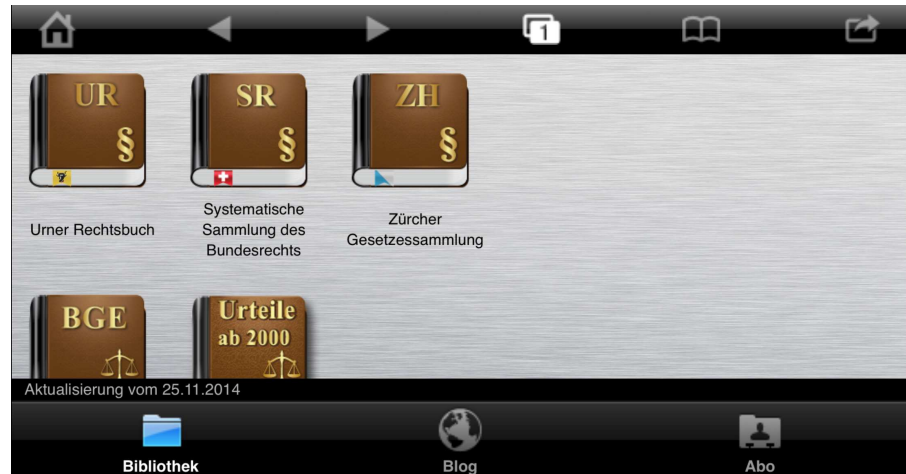 1
UR
§
SR
§
ZH
§
Urner Rechtsbuch
Systematische
Sammlung des
Bundesrechts
Zürcher
Gesetzessammlung
BGE
Urteile
ab 2000
Aktualisierung vom 25.11.2014
Bibliothek
Blog
Abo